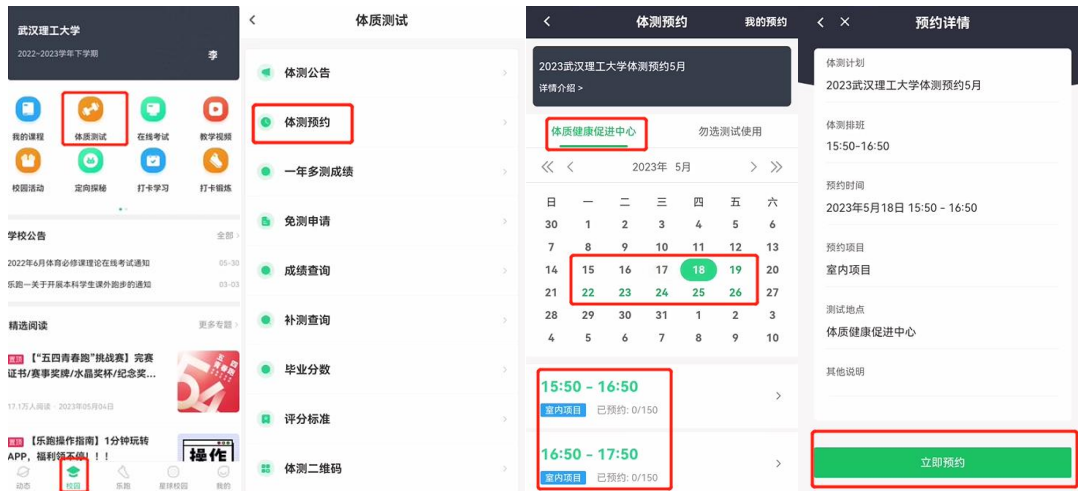 武汉理工大学
2022-2023学年下学期
李
我的课程
体质测试
在线考试
教学视频
校园活动
定向探秘
打卡学习
打卡锻炼
学校公告
全部
2022年6月体育必修课理论在线考试通知
05-30
乐跑—关于开展本科学生课外跑步的通知
03-03
精选阅读
更多专题
置顶 【“五四青春跑”挑战赛】完赛
证书/赛事奖牌/水晶奖杯/纪念奖...
17.1万人阅读 · 2023年05月04日
五四
青春跑
54
置顶 【乐跑操作指南】1分钟玩转
APP，福利领不停！！！
操作
动态
校园
乐跑
星球校园
我的
体质测试
体测公告
体测预约
一年多测成绩
免测申请
成绩查询
补测查询
毕业分数
评分标准
体测二维码
体测预约
我的预约
2023武汉理工大学体测预约5月
详情介绍 >
体质健康促进中心
勿选测试使用
2023年 5月
日 一 二 三 四 五 六
30 1 2 3 4 5 6
7 8 9 10 11 12 13
14 15 16 17 18 19 20
21 22 23 24 25 26 27
28 29 30 31 1 2 3
4 5 6 7 8 9 10
15:50 - 16:50
室内项目 已预约: 0/150
16:50 - 17:50
室内项目 已预约: 0/150
预约详情
体测计划
2023武汉理工大学体测预约5月
体测排班
15:50-16:50
预约时间
2023年5月18日 15:50 - 16:50
预约项目
室内项目
测试地点
体质健康促进中心
其他说明
立即预约